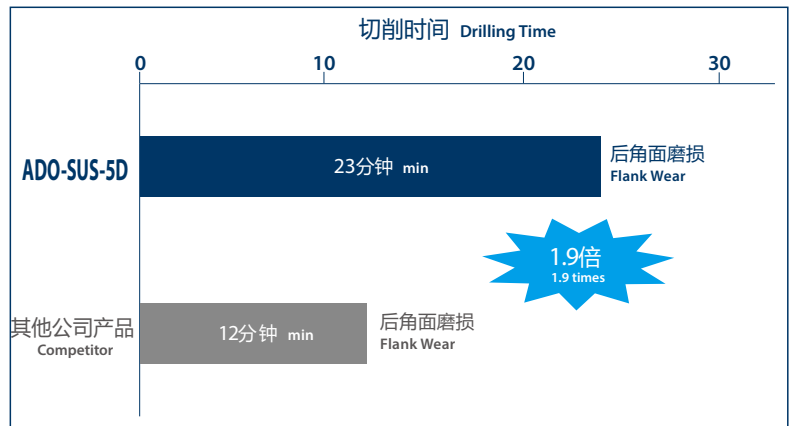 切削时间 Drilling Time
0 10 20 30
ADO-SUS-5D
23分钟 min
后角面磨损
Flank Wear
1.9倍
1.9 times
其他公司产品
Competitor
12分钟 min
后角面磨损
Flank Wear